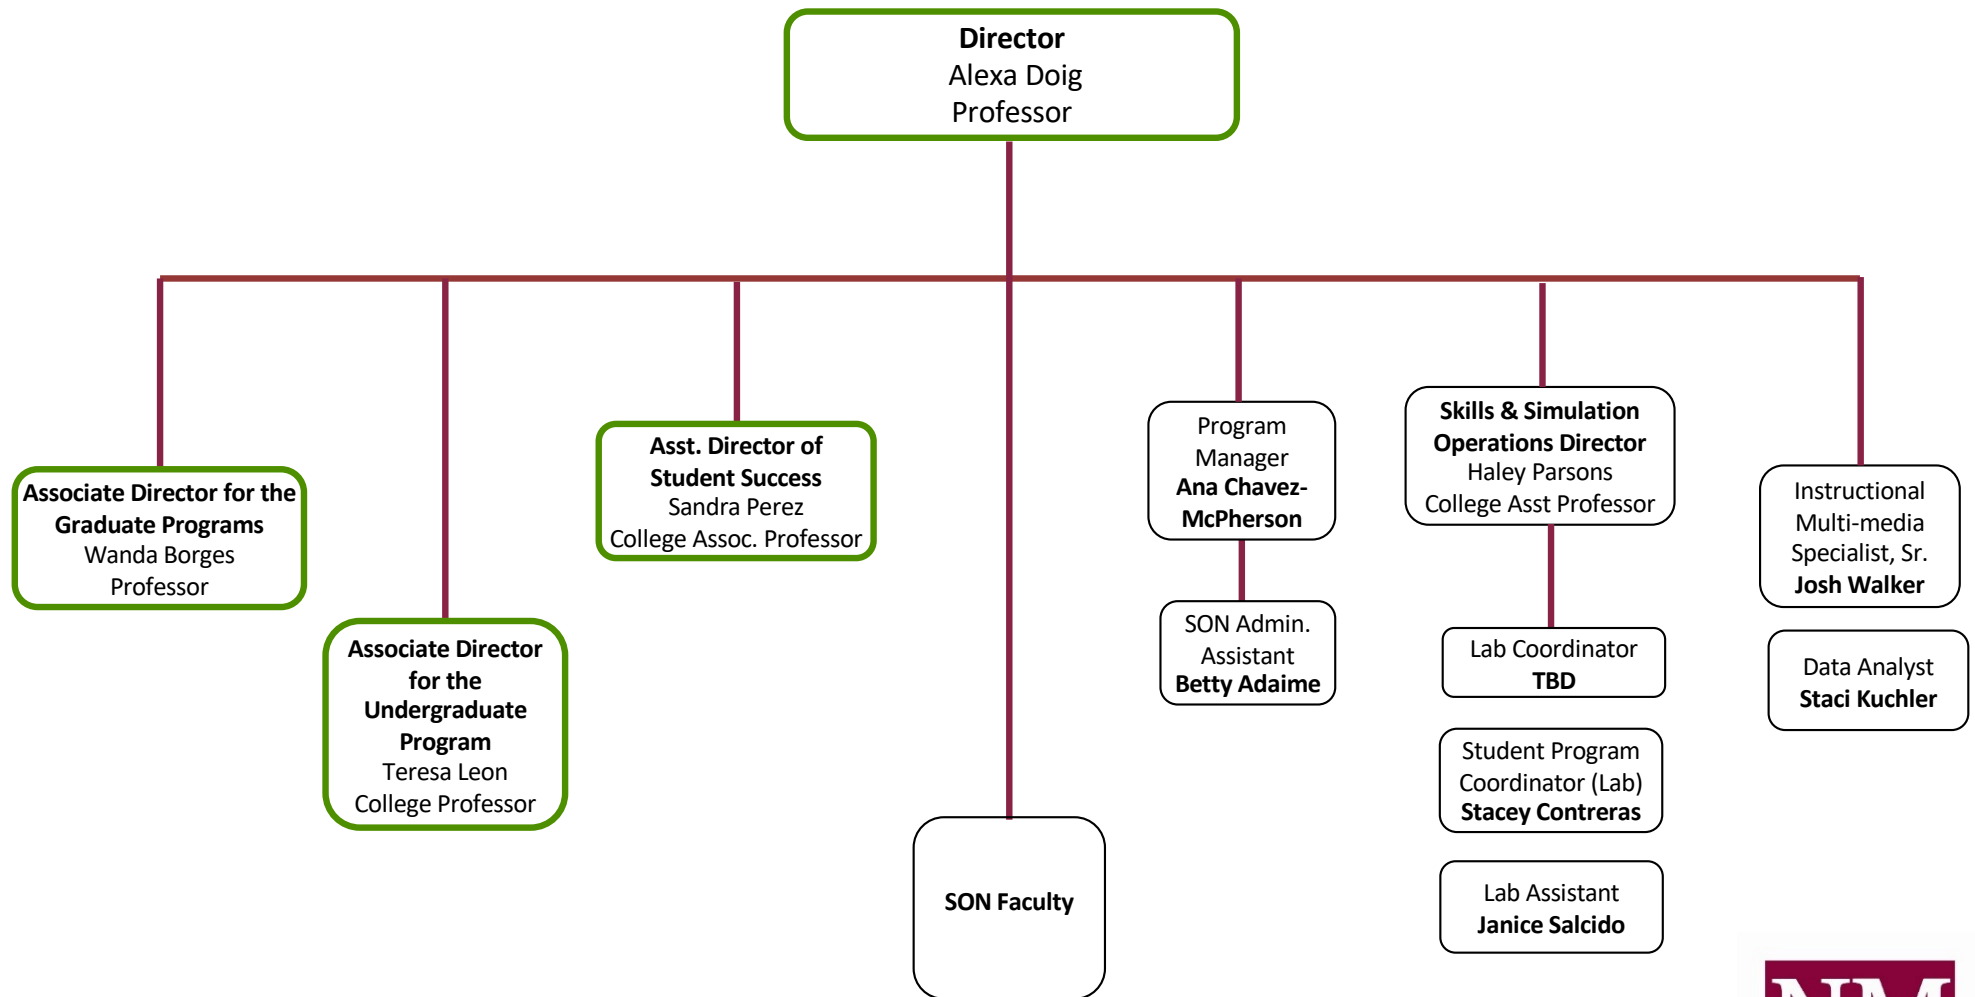 Director
Alexa Doig
Professor
Associate Director for the
Graduate Programs
Wanda Borges
Professor
Associate Director
for the
Undergraduate
Program
Teresa Leon
College Professor
Asst. Director of
Student Success
Sandra Perez
College Assoc. Professor
SON Faculty
Program
Manager
Ana Chavez-
McPherson
SON Admin.
Assistant
Betty Adaime
Skills & Simulation
Operations Director
Haley Parsons
College Asst Professor
Lab Coordinator
TBD
Student Program
Coordinator (Lab)
Stacey Contreras
Lab Assistant
Janice Salcido
Instructional
Multi-media
Specialist, Sr.
Josh Walker
Data Analyst
Staci Kuchler
NM